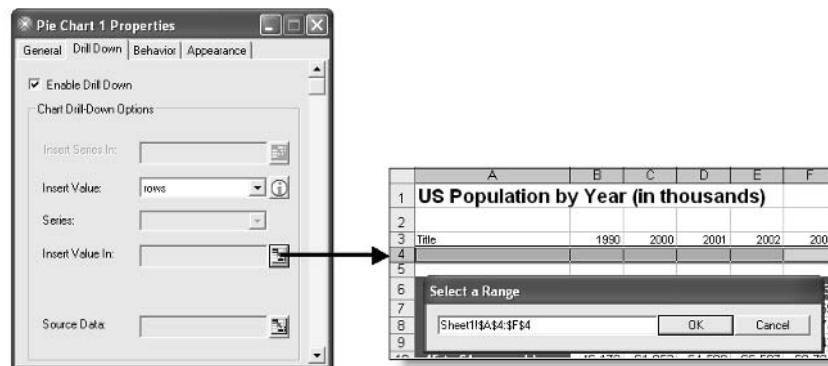 Pie Chart 1 Properties
General Drill Down Behavior Appearance
Enable Drill Down
Chart Drill-Down Options
Insert Series In:
Insert Value: rows
Series:
Insert Value In:
Source Data:
A B C D E F
1 US Population by Year (in thousands)
2
3 Title 1990 2000 2001 2002
4
5
6
Select a Range
7
8 Sheet1!$A$4:$F$4 OK Cancel
9